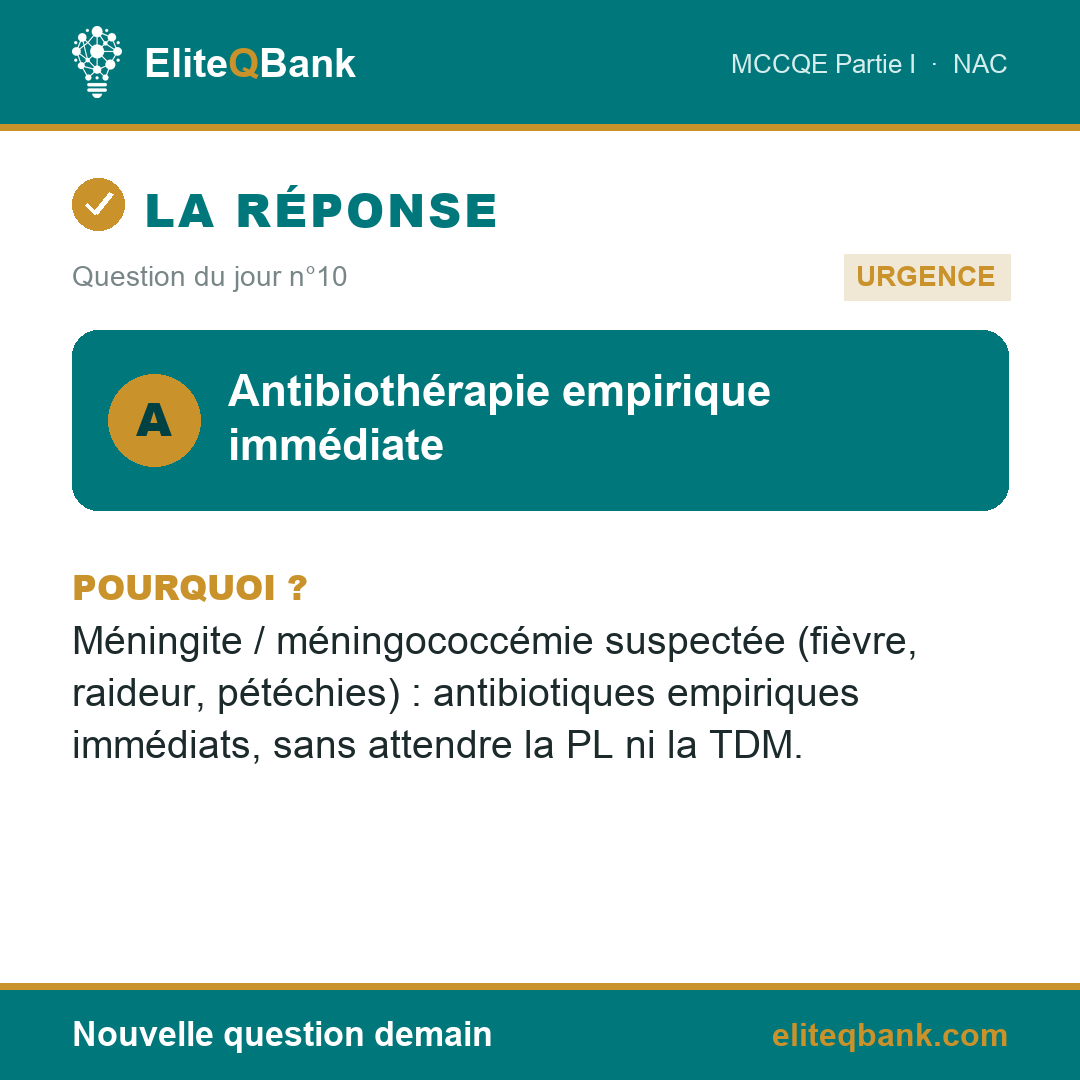 EliteQBank
MCCQE Partie I · NAC
LA RÉPONSE
Question du jour n°10
URGENCE
A
Antibiothérapie empirique
immédiate
POURQUOI ?
Méningite / méningococcémie suspectée (fièvre,
raideur, pétéchies) : antibiotiques empiriques
immédiats, sans attendre la PL ni la TDM.
Nouvelle question demain
eliteqbank.com